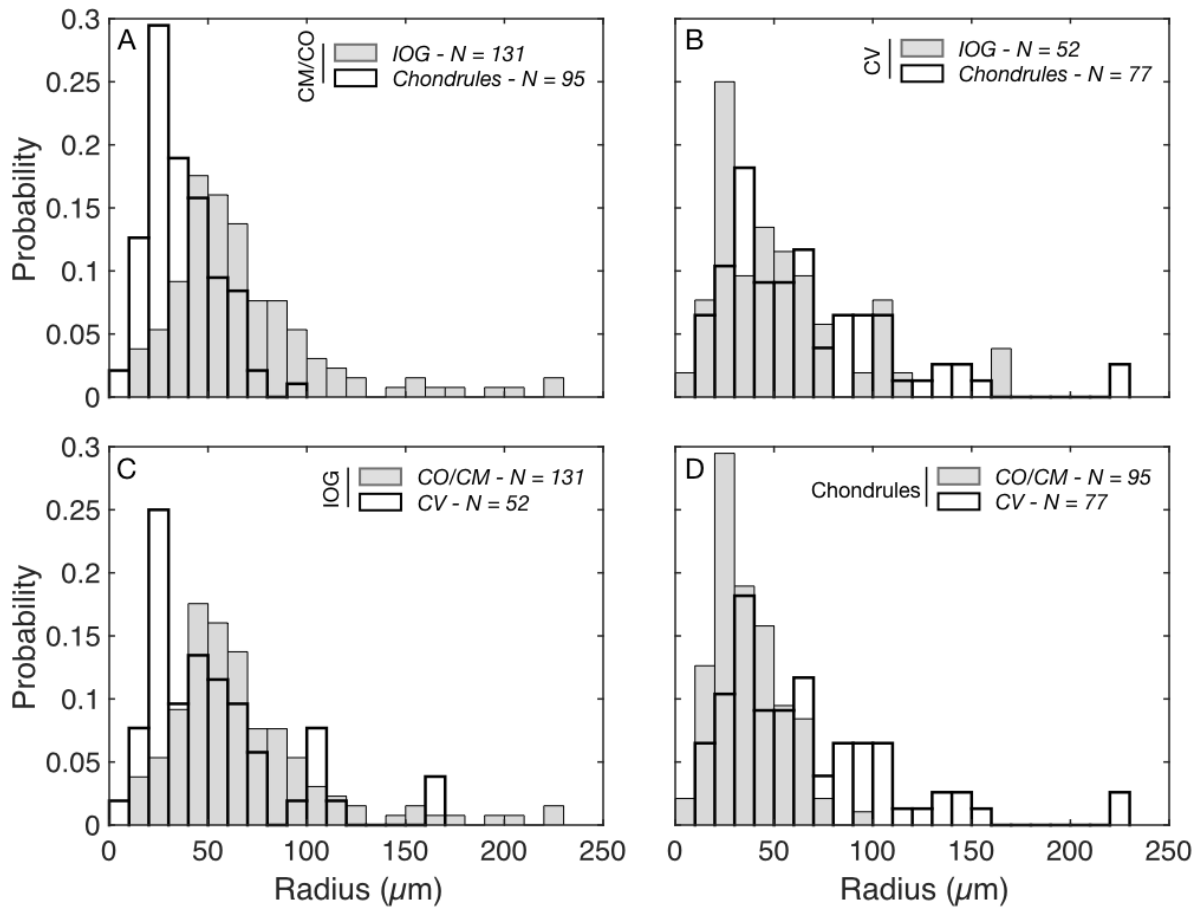 A
CM/CO
IOG - N = 131
Chondrules - N = 95
0.3
0.25
0.2
0.15
0.1
0.05
0
Probability
B
CV
IOG - N = 52
Chondrules - N = 77
C
IOG
CO/CM - N = 131
CV - N = 52
0.3
0.25
0.2
0.15
0.1
0.05
0
Probability
0 50 100 150 200 250
Radius (μm)
D
Chondrules
CO/CM - N = 95
CV - N = 77
0 50 100 150 200 250
Radius (μm)